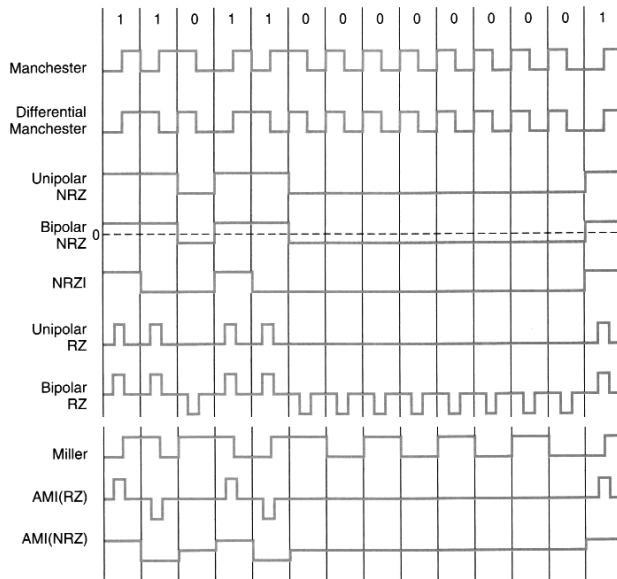 1 1 0 1 1 0 0 0 0 0 0 0 0 1
Manchester
Differential
Manchester
Unipolar
NRZ
Bipolar
0
NRZ
NRZI
Unipolar
RZ
Bipolar
RZ
Miller
AMI(RZ)
AMI(NRZ)